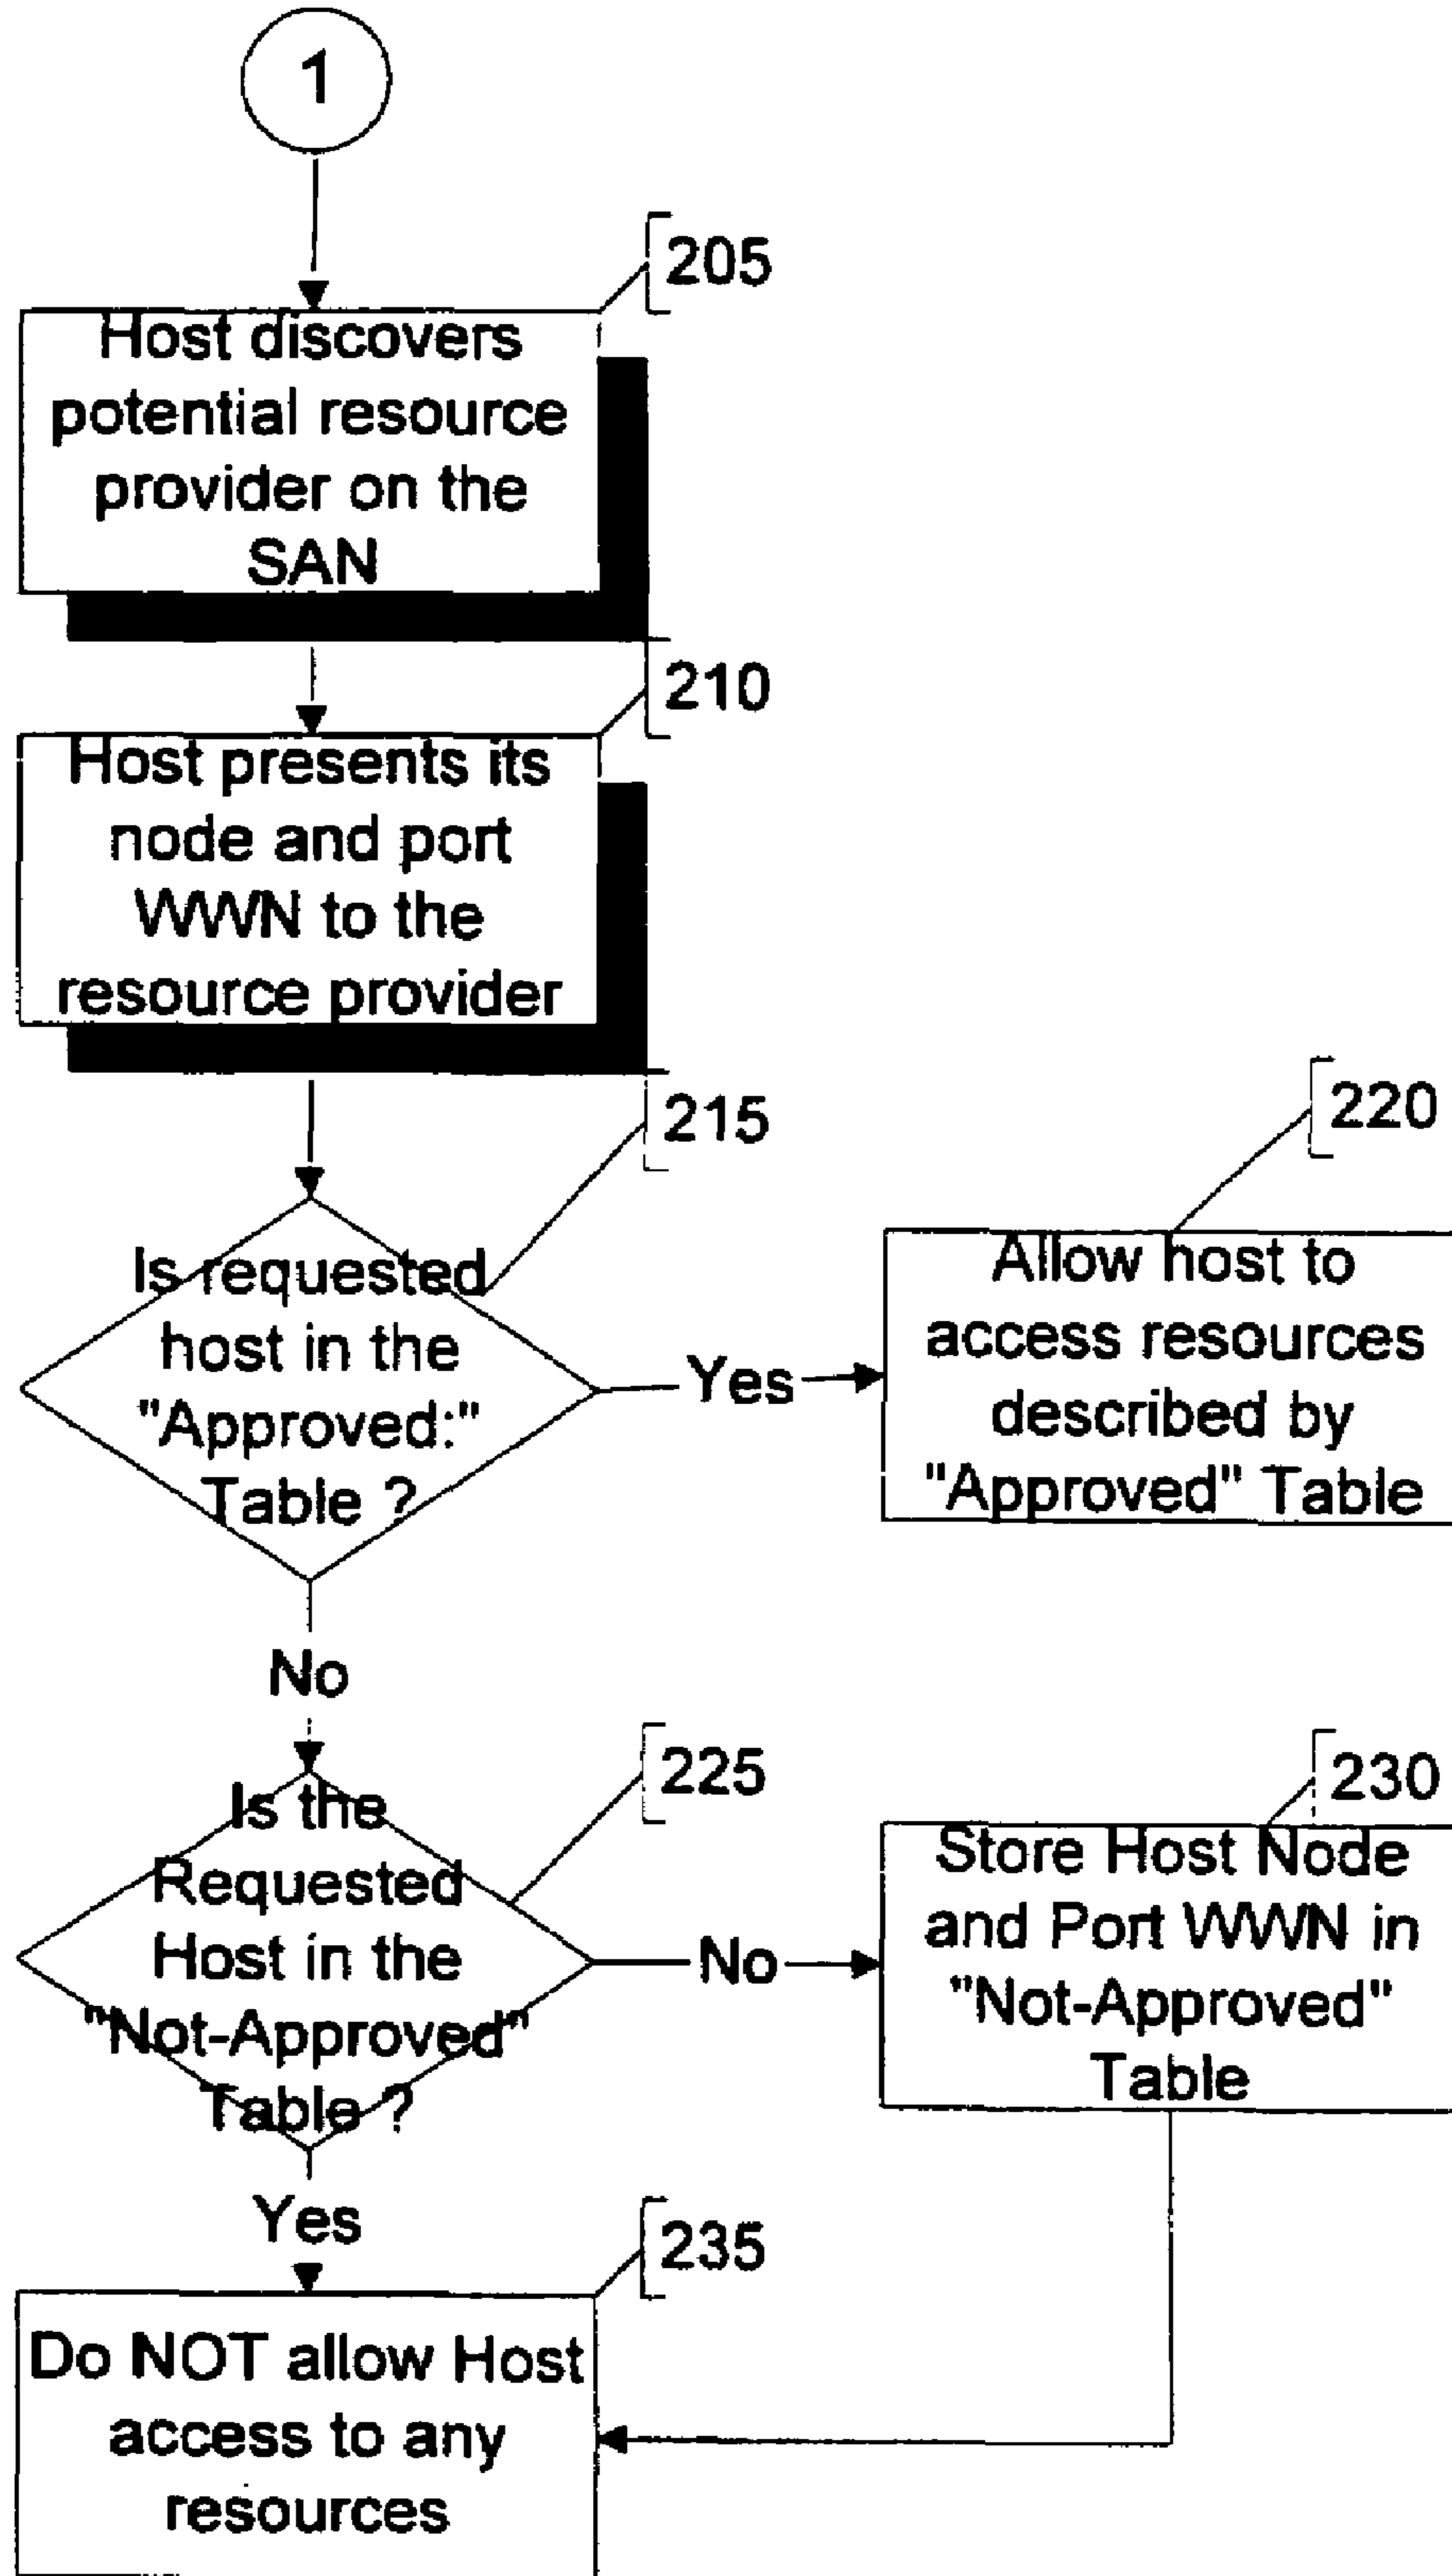 1
205
Host discovers
potential resource
provider on the
SAN
210
Host presents its
node and port
WWN to the
resource provider
215
Is requested
host in the
"Approved:"
Table ?
Yes
220
Allow host to
access resources
described by
"Approved" Table
No
225
Is the
Requested
Host in the
"Not-Approved"
Table ?
No
230
Store Host Node
and Port WWN in
"Not-Approved"
Table
Yes
235
Do NOT allow Host
access to any
resources